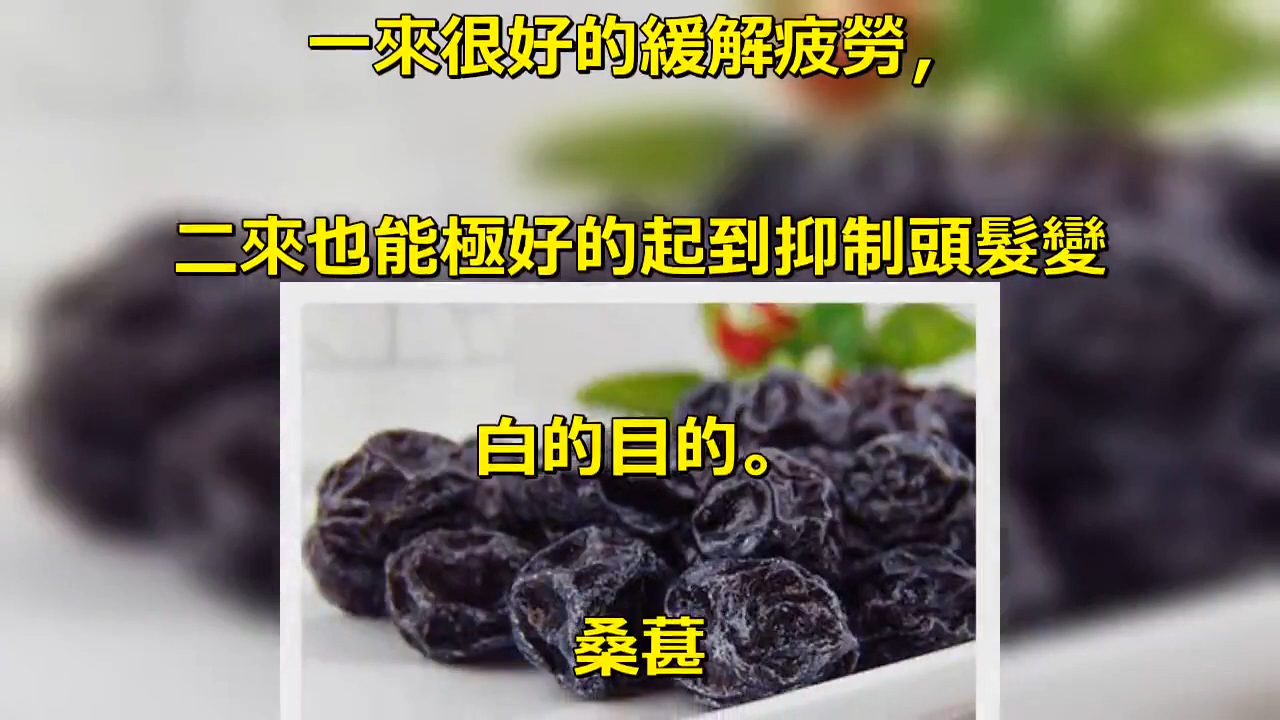 一來很好的緩解疲勞，
二來也能極好的起到抑制頭髮變
白的目的。
桑葚